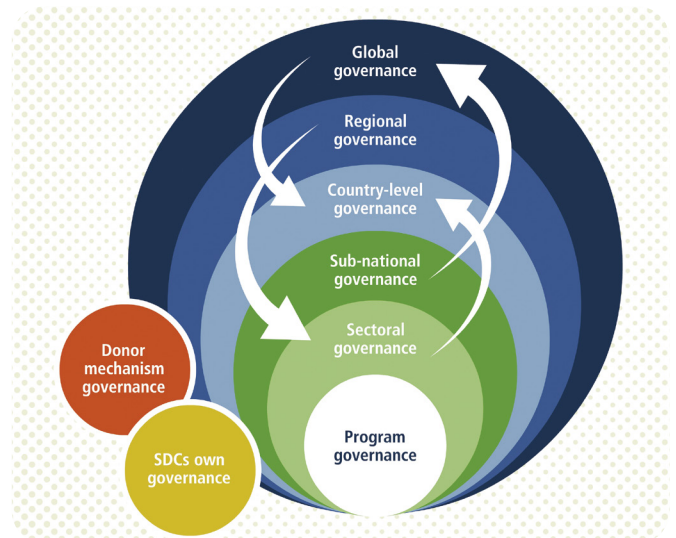 Global
governance
Regional
governance
Country-level
governance
Sub-national
governance
Sectoral
governance
Donor
mechanism
governance
Program
governance
SDCs own
governance